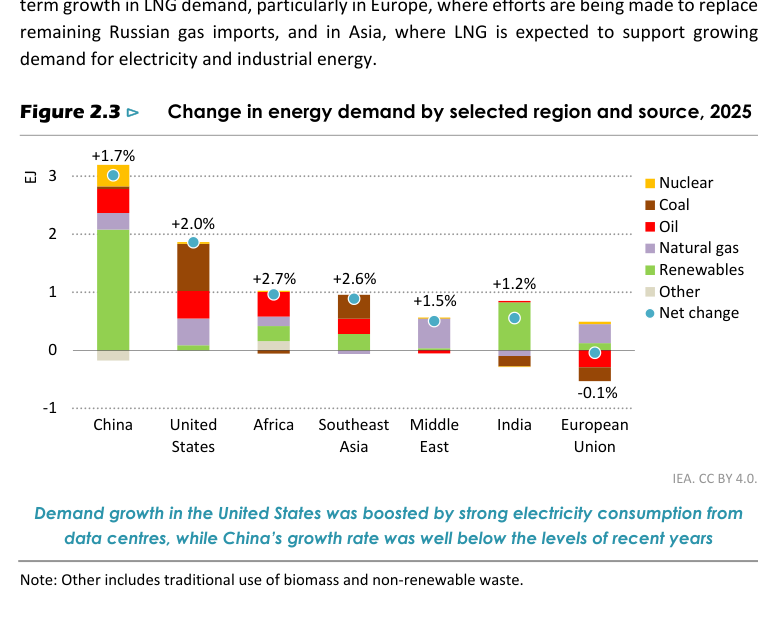 term growth in LNG demand, particularly in Europe, where efforts are being made to replace
remaining Russian gas imports, and in Asia, where LNG is expected to support growing
demand for electricity and industrial energy.
Figure 2.3 ⊳ Change in energy demand by selected region and source, 2025
EJ
3
2
1
0
-1
+1.7%
+2.0%
+2.7%
+2.6%
+1.5%
+1.2%
-0.1%
China
United
States
Africa
Southeast
Asia
Middle
East
India
European
Union
Nuclear
Coal
Oil
Natural gas
Renewables
Other
Net change
IEA. CC BY 4.0.
Demand growth in the United States was boosted by strong electricity consumption from
data centres, while China's growth rate was well below the levels of recent years
Note: Other includes traditional use of biomass and non-renewable waste.